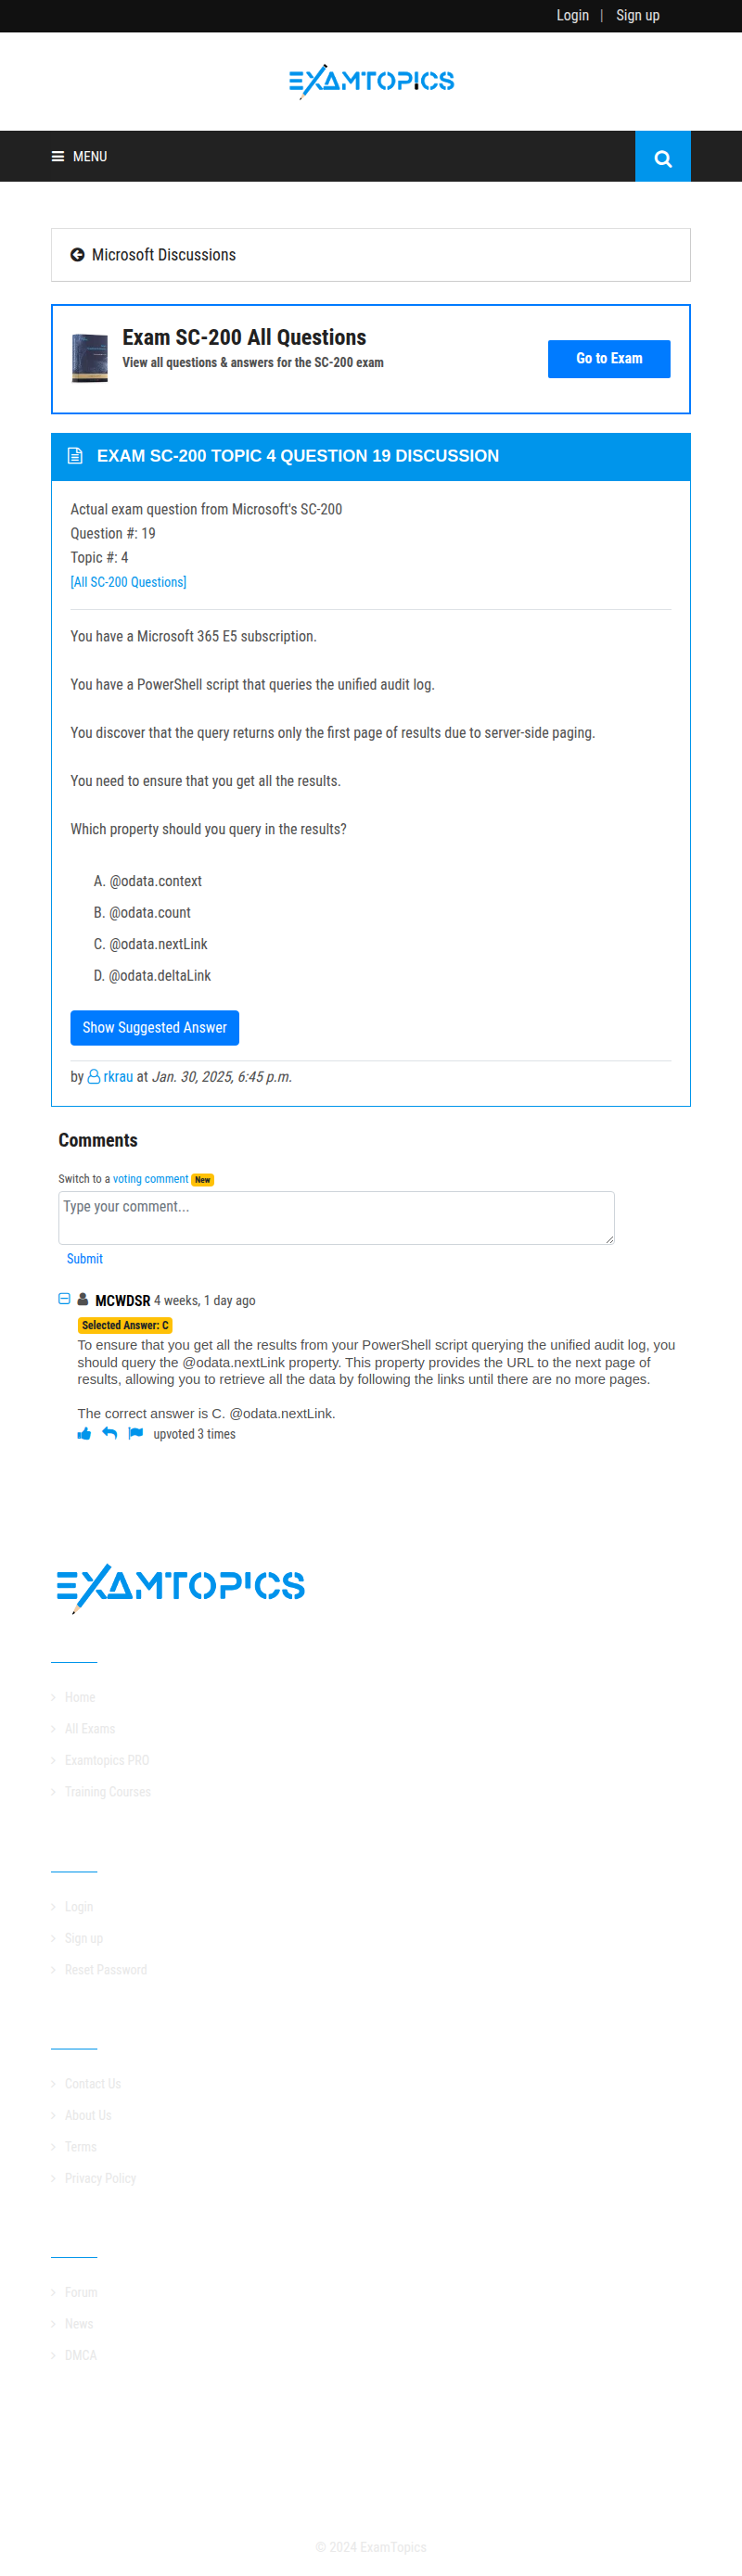 Login | Sign up
EXAMTOPICS
MENU
Microsoft Discussions
Exam SC-200 All Questions
View all questions & answers for the SC-200 exam
Go to Exam
EXAM SC-200 TOPIC 4 QUESTION 19 DISCUSSION
Actual exam question from Microsoft's SC-200
Question #: 19
Topic #: 4
[All SC-200 Questions]
You have a Microsoft 365 E5 subscription.
You have a PowerShell script that queries the unified audit log.
You discover that the query returns only the first page of results due to server-side paging.
You need to ensure that you get all the results.
Which property should you query in the results?
A. @odata.context
B. @odata.count
C. @odata.nextLink
D. @odata.deltaLink
Show Suggested Answer
by rkrau at Jan. 30, 2025, 6:45 p.m.
Comments
Switch to a voting comment New
Type your comment...
Submit
MCWDSR 4 weeks, 1 day ago
Selected Answer: C
To ensure that you get all the results from your PowerShell script querying the unified audit log, you
should query the @odata.nextLink property. This property provides the URL to the next page of
results, allowing you to retrieve all the data by following the links until there are no more pages.
The correct answer is C. @odata.nextLink.
upvoted 3 times
EXAMTOPICS
Home
All Exams
Examtopics PRO
Training Courses
Login
Sign up
Reset Password
Contact Us
About Us
Terms
Privacy Policy
Forum
News
DMCA
© 2024 ExamTopics